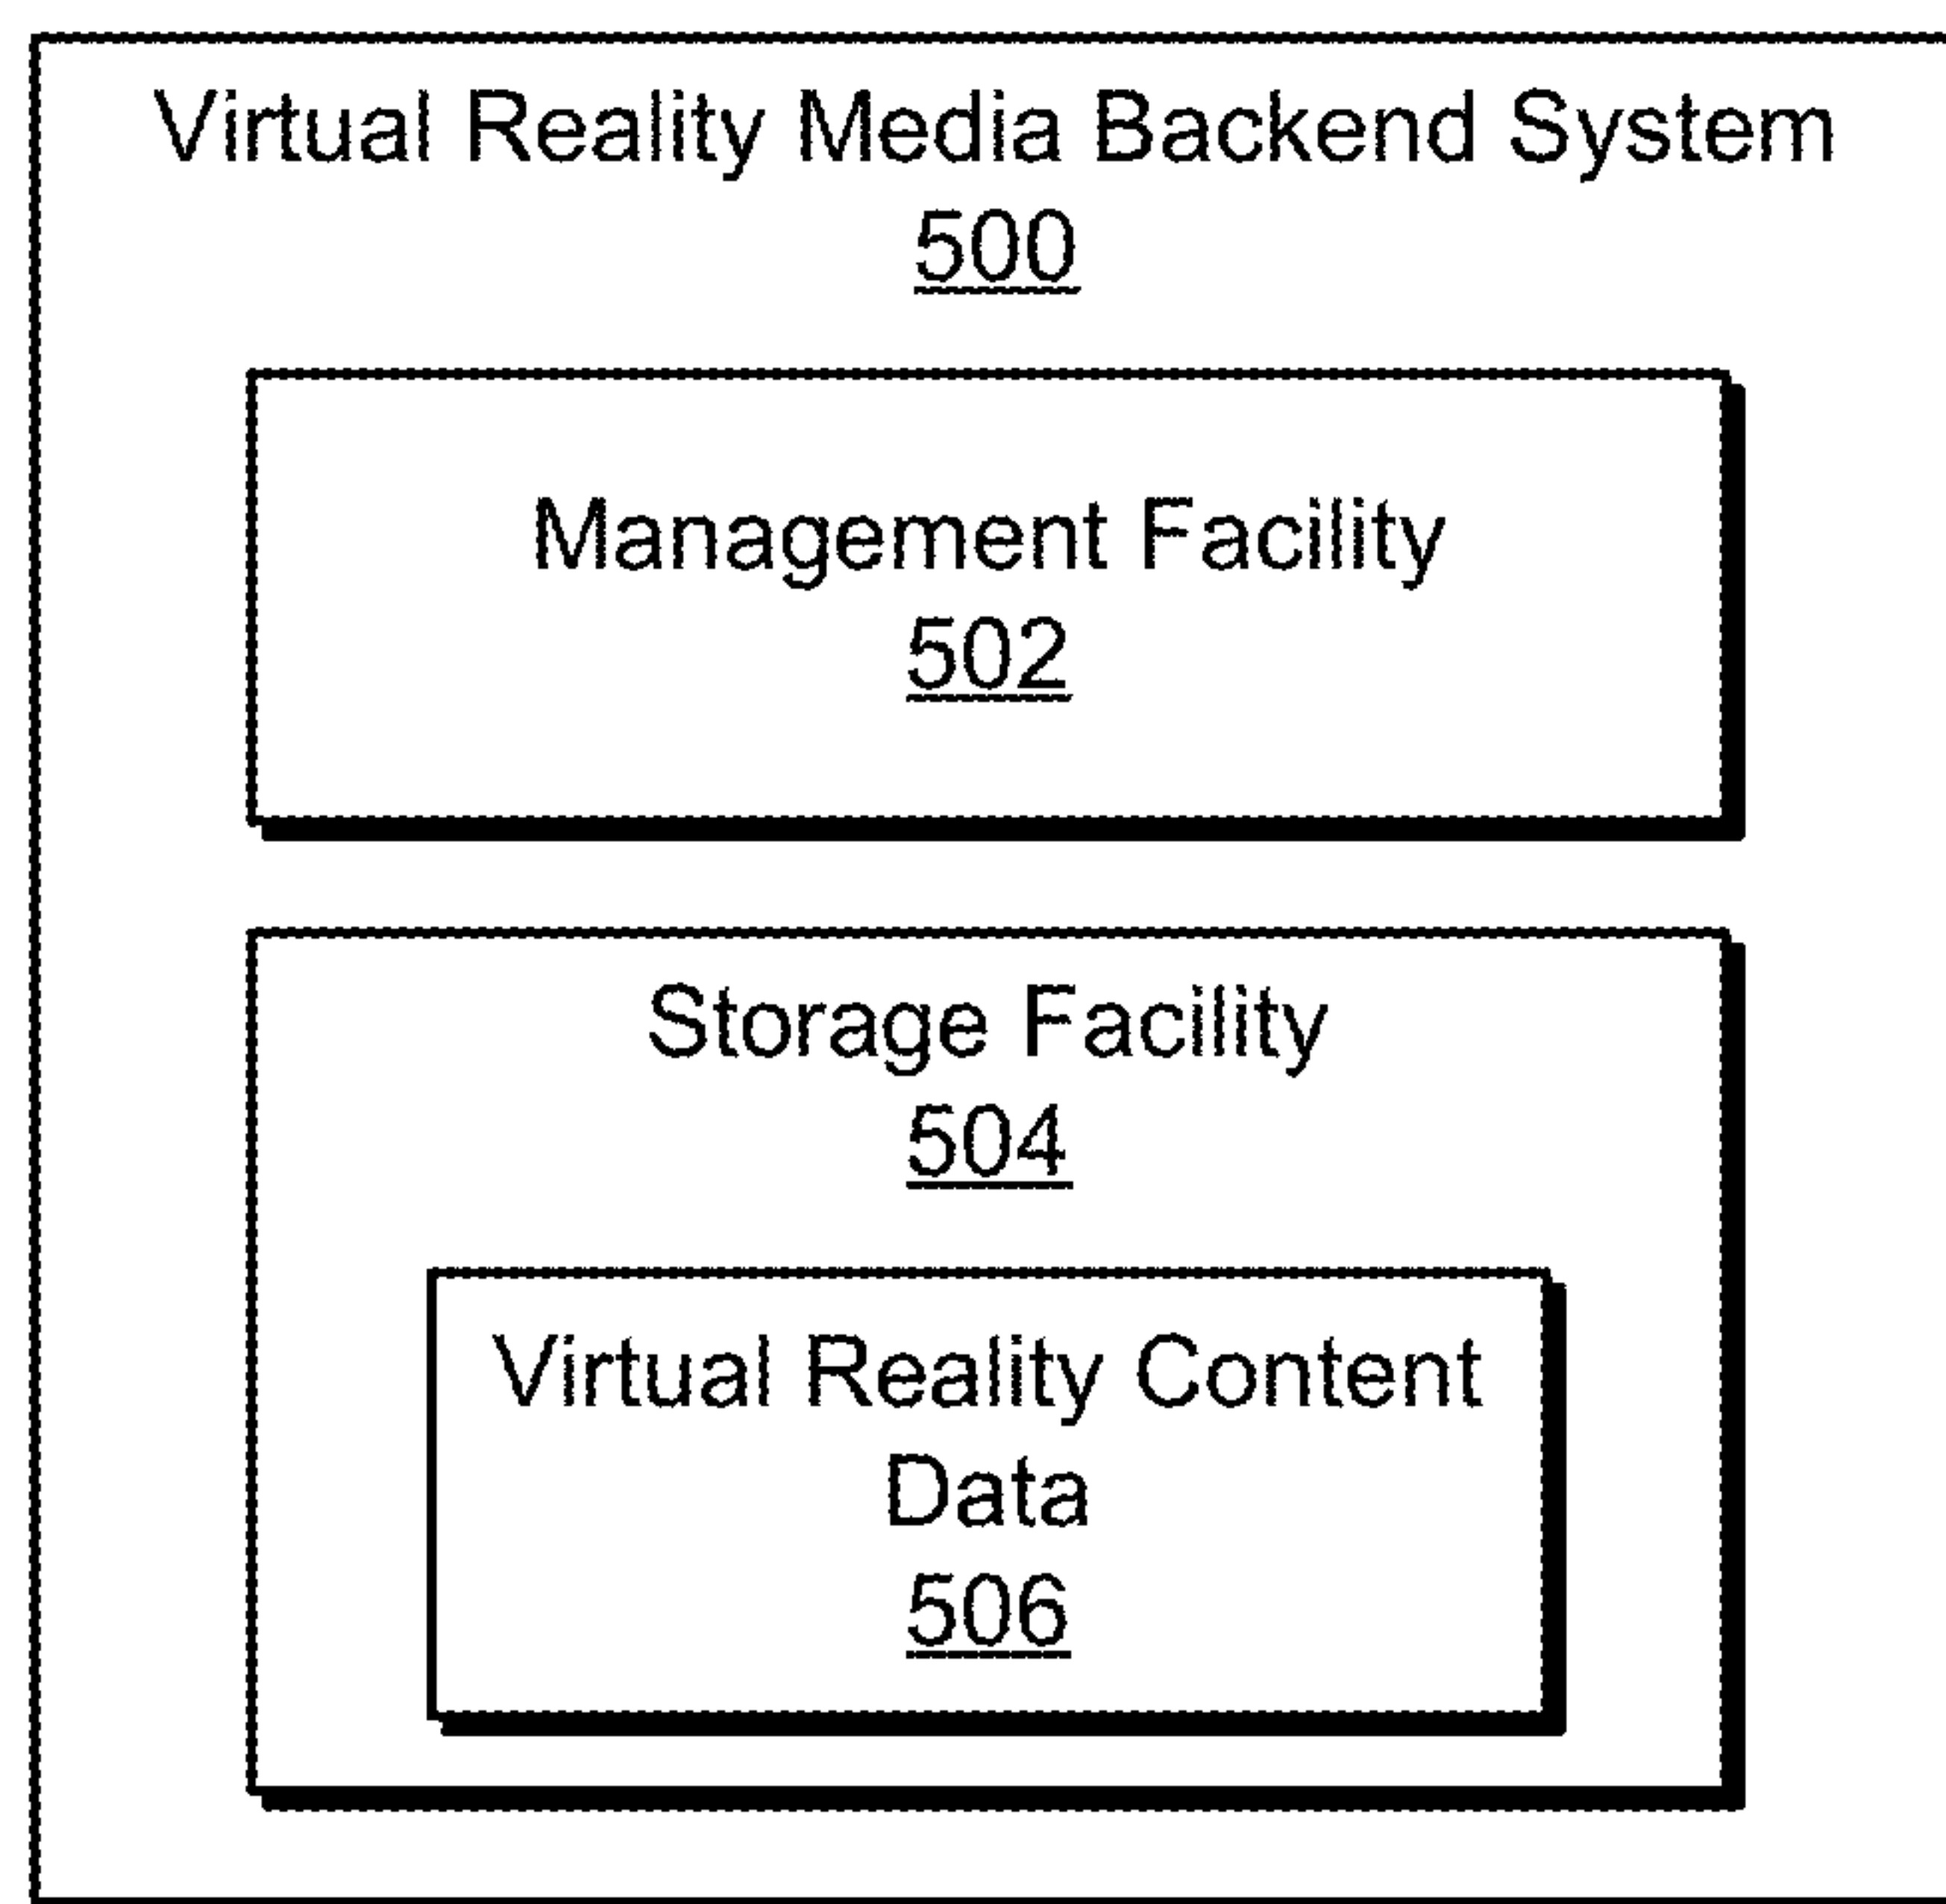 Virtual Reality Media Backend System
500
Management Facility
502
Storage Facility
504
Virtual Reality Content
Data
506